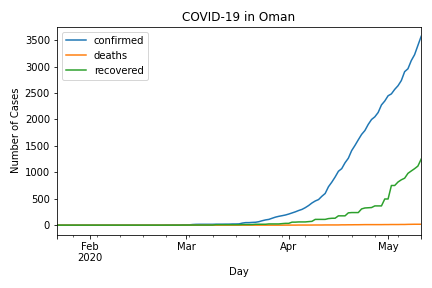 COVID-19 in Oman
confirmed
deaths
recovered
Number of Cases
3500
3000
2500
2000
1500
1000
500
0
Feb
2020
Mar
Apr
May
Day